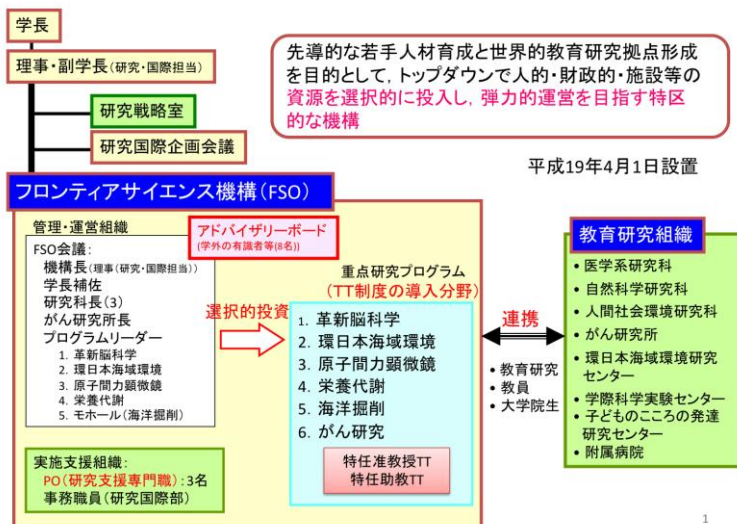 学長
理事・副学長(研究・国際担当)
研究戦略室
研究国際企画会議
先導的な若手人材育成と世界的教育研究拠点形成
を目的として，トップダウンで人的・財政的・施設等の
資源を選択的に投入し，弾力的運営を目指す特区
的な機構
平成19年4月1日設置
フロンティアサイエンス機構(FSO)
管理・運営組織
アドバイザリーボード
(学外の有識者等(8名))
FSO会議：
機構長(理事(研究・国際担当))
学長補佐
研究科長(3)
がん研究所長
プログラムリーダー
1. 革新脳科学
2. 環日本海域環境
3. 原子間力顕微鏡
4. 栄養代謝
5. モホール(海洋掘削)
実施支援組織：
PO(研究支援専門職)：3名
事務職員(研究国際部)
選択的投資
重点研究プログラム
(TT制度の導入分野)
1. 革新脳科学
2. 環日本海域環境
3. 原子間力顕微鏡
4. 栄養代謝
5. 海洋掘削
6. がん研究
特任准教授TT
特任助教TT
連携
• 教育研究
• 教員
• 大学院生
教育研究組織
• 医学系研究科
• 自然科学研究科
• 人間社会環境研究科
• がん研究所
• 環日本海域環境研究
センター
• 学際科学実験センター
• 子どものこころの発達
研究センター
• 附属病院
1